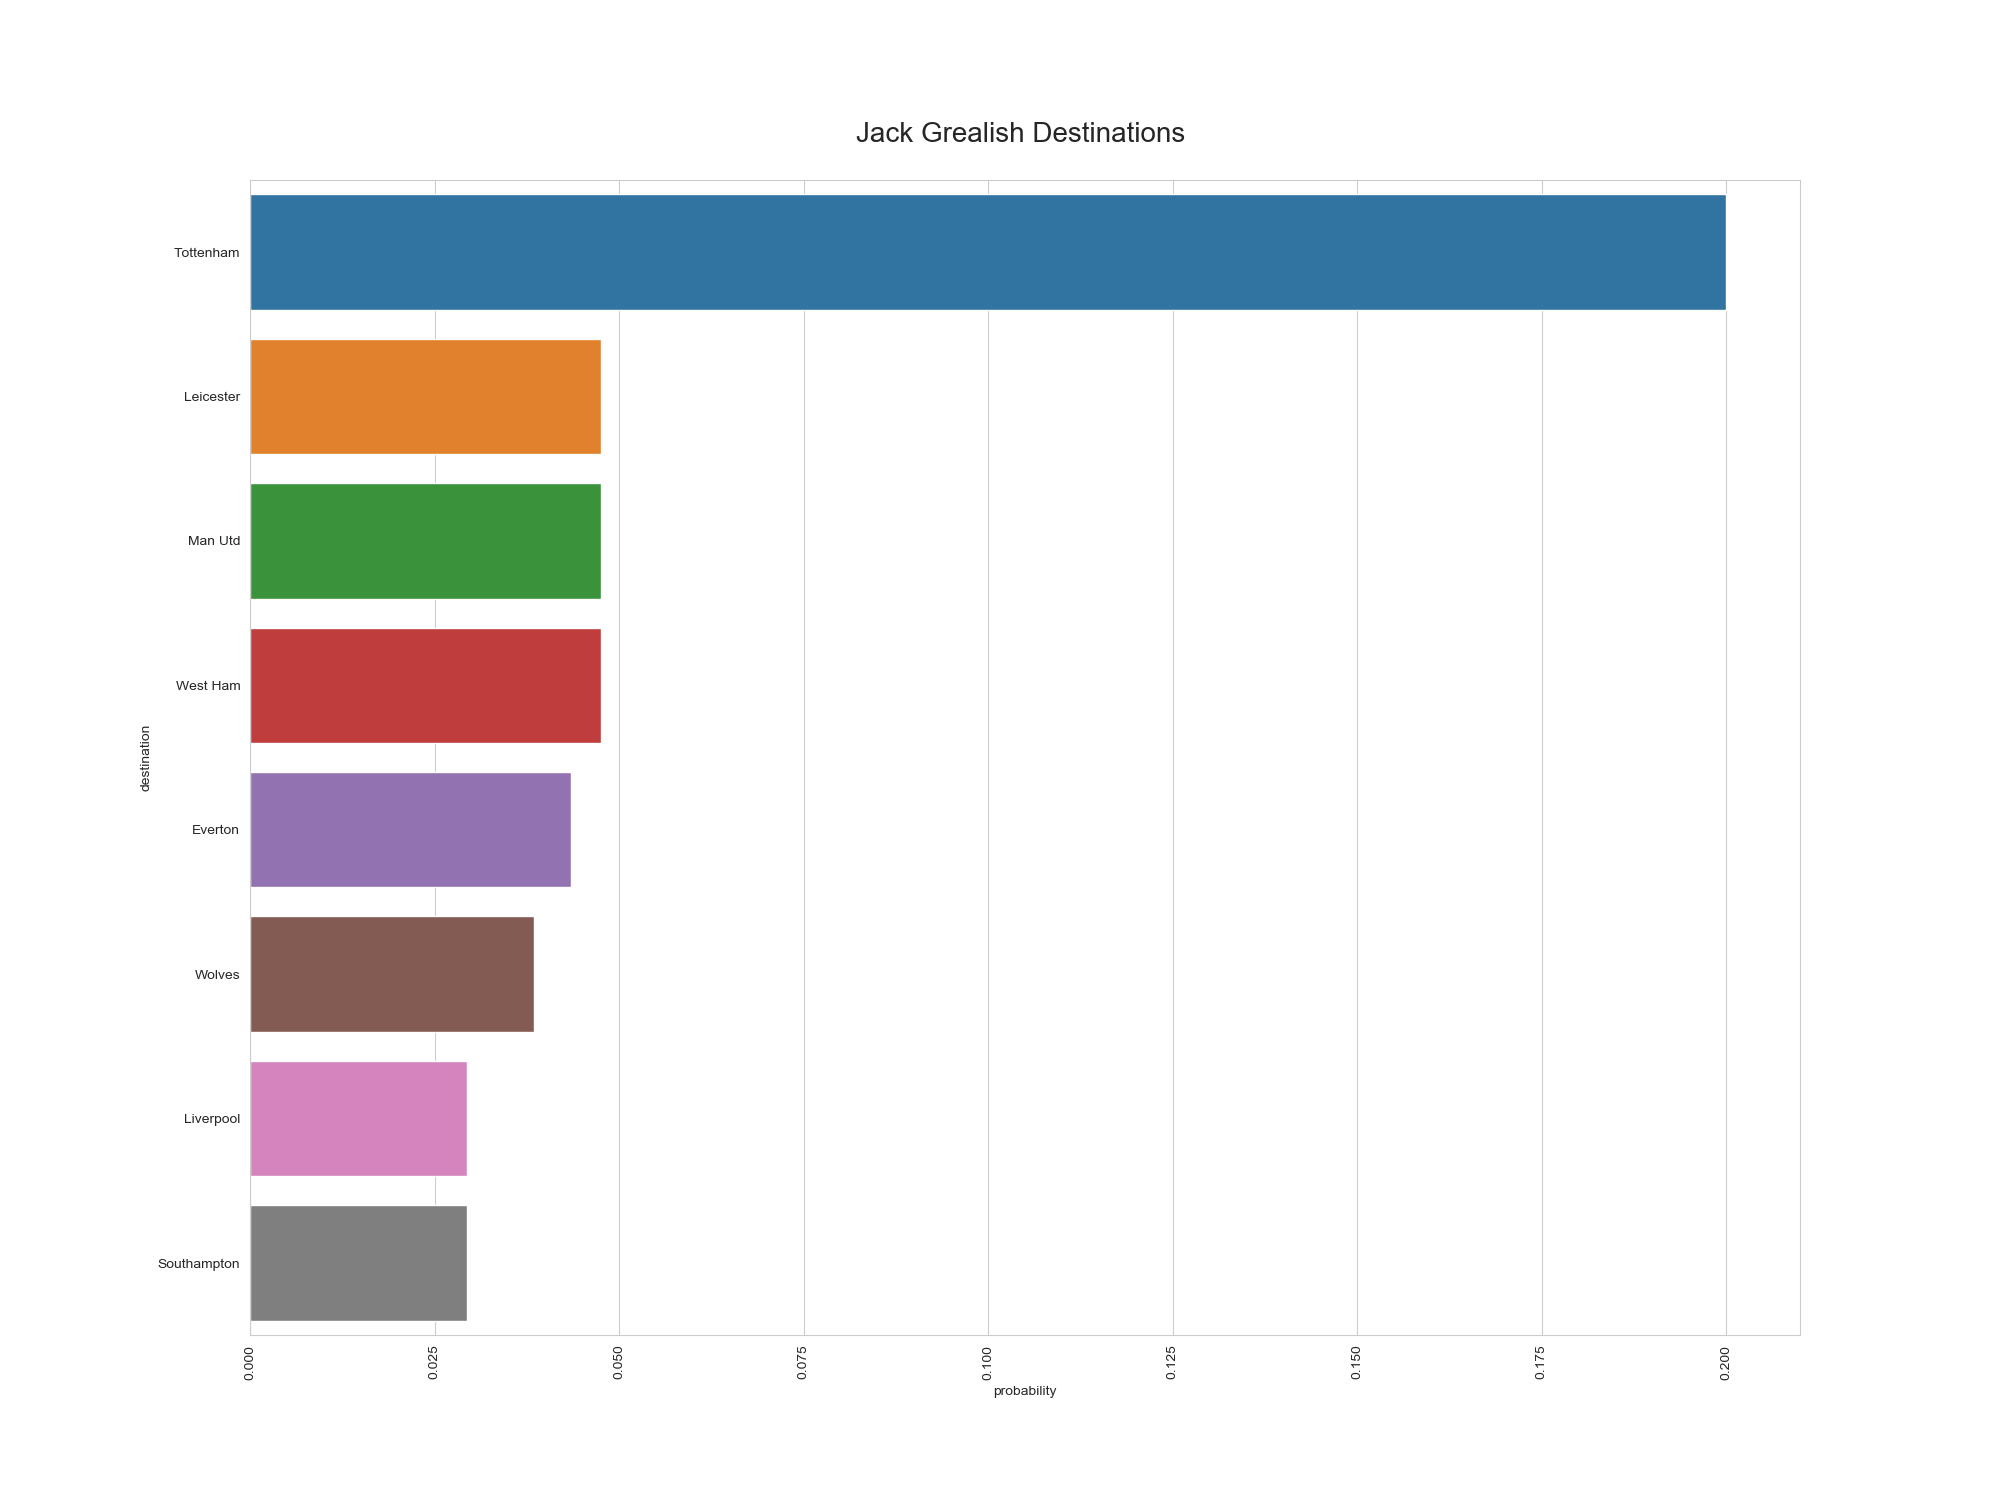 Jack Grealish Destinations
Tottenham
Leicester
Man Utd
West Ham
destination
Everton
Wolves
Liverpool
Southampton
0.000 0.025 0.050 0.075 0.100 0.125 0.150 0.175 0.200
probability